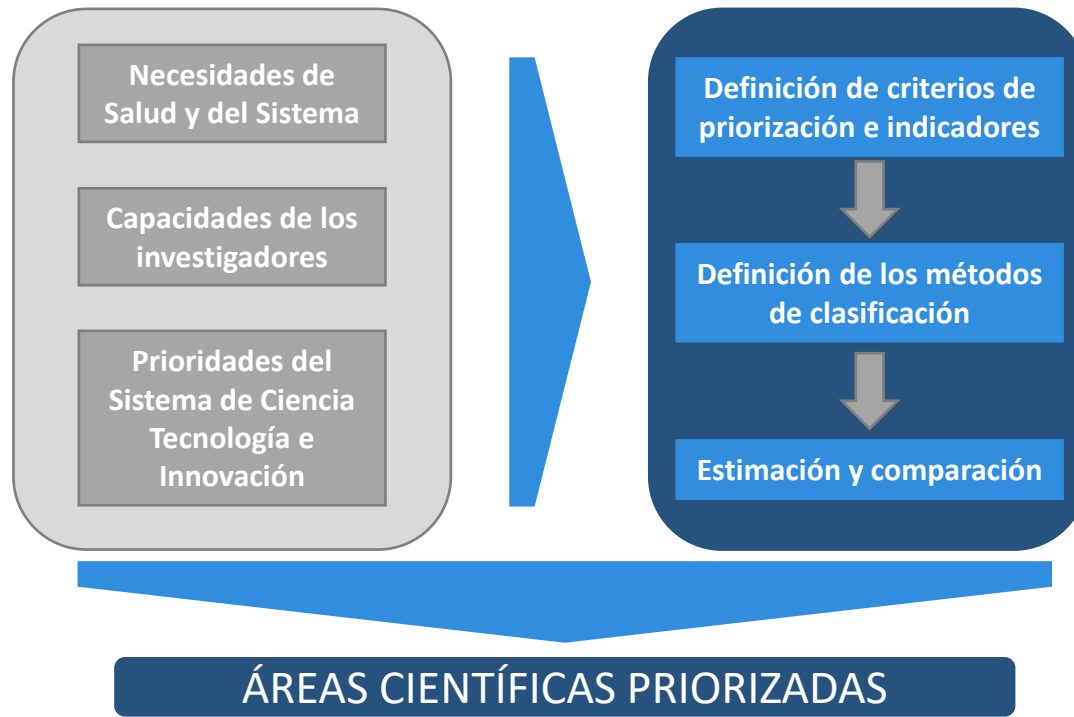 Necesidades de
Salud y del Sistema
Capacidades de los
investigadores
Prioridades del
Sistema de Ciencia
Tecnología e
Innovación
Definición de criterios de
priorización e indicadores
Definición de los métodos
de clasificación
Estimación y comparación
ÁREAS CIENTÍFICAS PRIORIZADAS